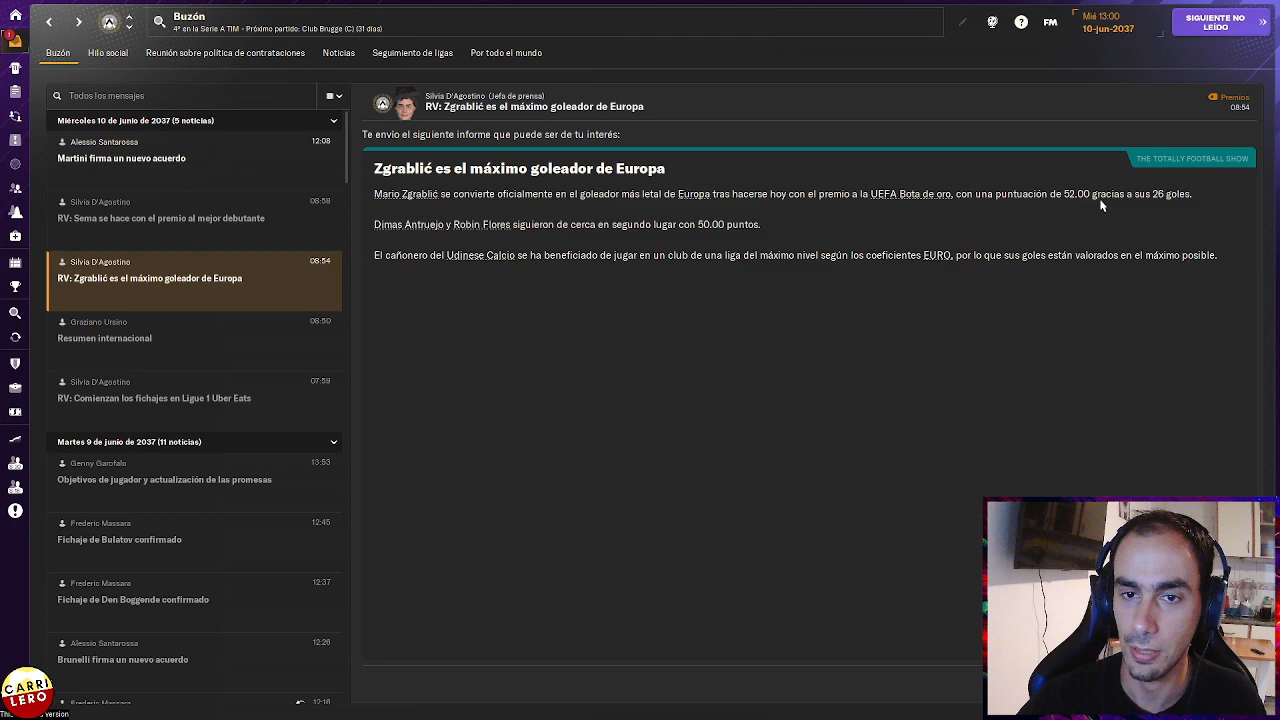 Buzón
4º en la Serie A TIM - Próximo partido: Club Brugge (C) (31 días)
FM
Mié 13:00
10-jun-2037
SIGUIENTE NO
LEÍDO
1
Buzón
Hilo social
Reunión sobre política de contrataciones
Noticias
Seguimiento de ligas
Por todo el mundo
Todos los mensajes
Miércoles 10 de junio de 2037 (5 noticias)
Alessio Santarossa
12:08
Martini firma un nuevo acuerdo
Silvia D'Agostino
08:58
RV: Sema se hace con el premio al mejor debutante
Silvia D'Agostino
08:54
RV: Zgrablić es el máximo goleador de Europa
Graziano Ursino
08:50
Resumen internacional
Silvia D'Agostino
07:59
RV: Comienzan los fichajes en Ligue 1 Uber Eats
Martes 9 de junio de 2037 (11 noticias)
Genny Garofalo
13:53
Objetivos de jugador y actualización de las promesas
Frederic Massara
12:45
Fichaje de Bulatov confirmado
Frederic Massara
12:37
Fichaje de Den Boggende confirmado
Alessio Santarossa
12:26
Brunelli firma un nuevo acuerdo
Frederic Massara
12:16
Silvia D'Agostino (Jefa de prensa)
RV: Zgrablić es el máximo goleador de Europa
Premios
08:54
Te envío el siguiente informe que puede ser de tu interés:
THE TOTALLY FOOTBALL SHOW
Zgrablić es el máximo goleador de Europa
Mario Zgrablić se convierte oficialmente en el goleador más letal de Europa tras hacerse hoy con el premio a la UEFA Bota de oro, con una puntuación de 52.00 gracias a sus 26 goles.
Dimas Antruejo y Robin Flores siguieron de cerca en segundo lugar con 50.00 puntos.
El cañonero del Udinese Calcio se ha beneficiado de jugar en un club de una liga del máximo nivel según los coeficientes EURO, por lo que sus goles están valorados en el máximo posible.
CARRI
LERO
version